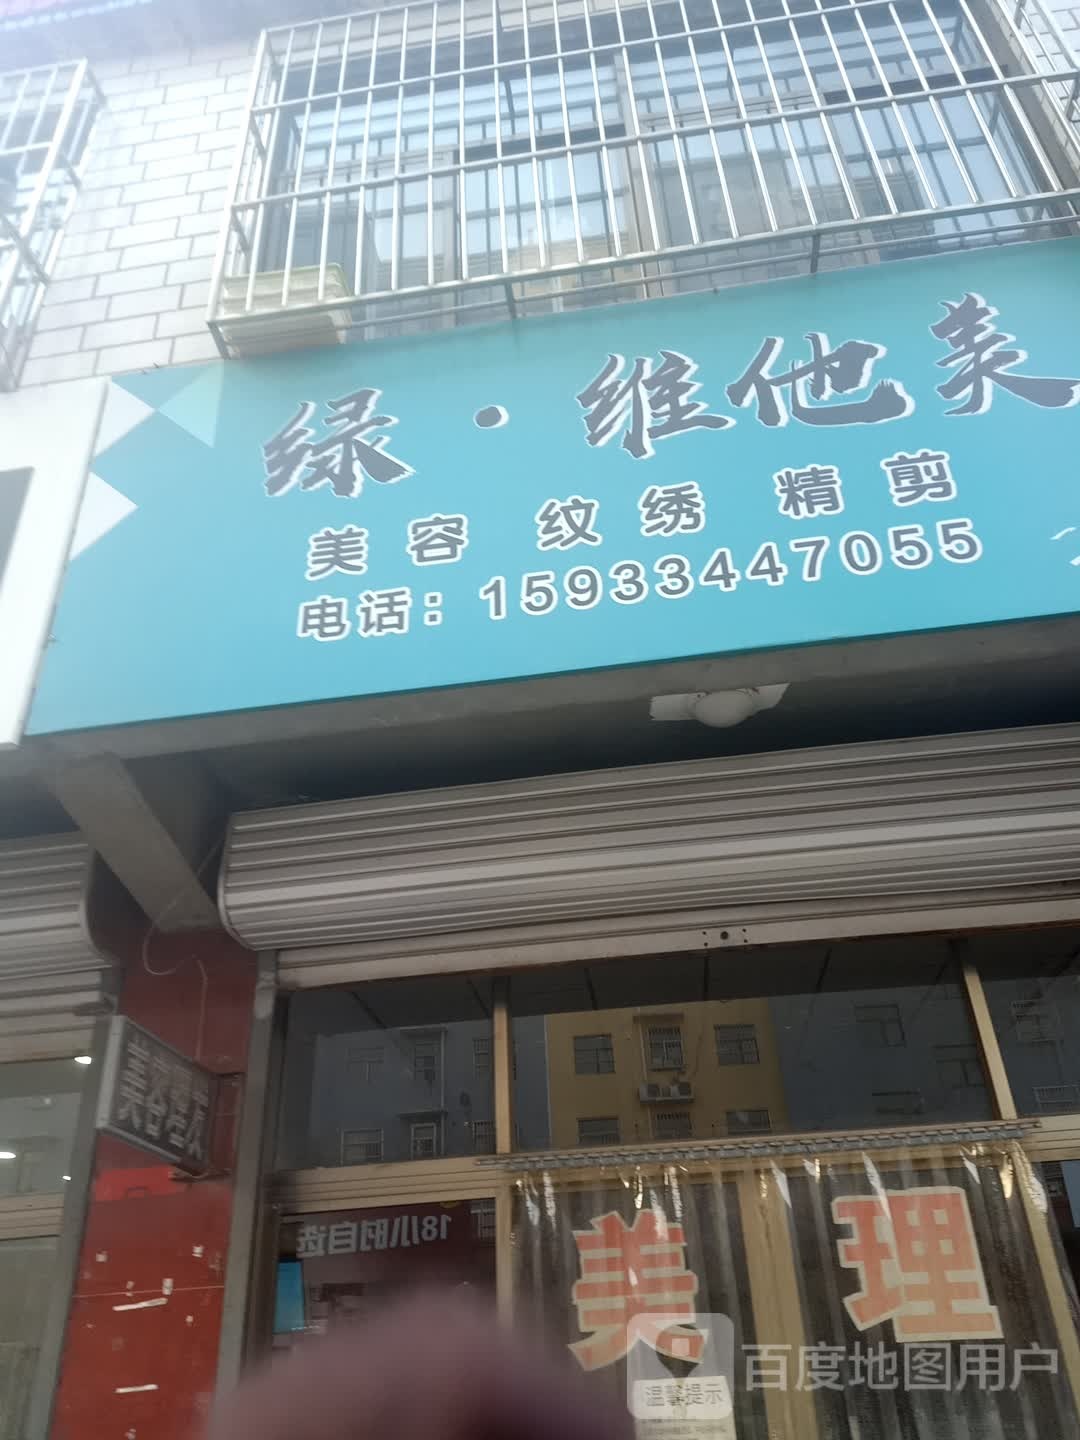 绿·维他美
美容 纹绣 精剪
电话：15933447055
18小时自选
美 理
温馨提示
百度地图用户